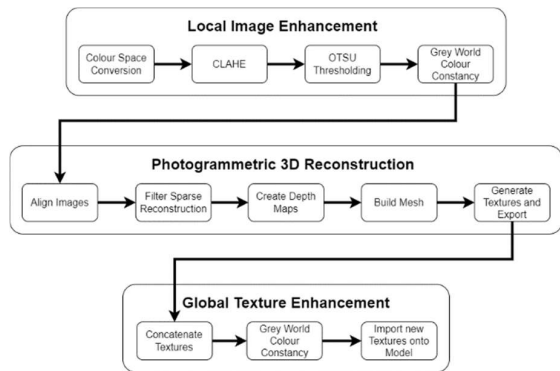 Local Image Enhancement
Colour Space
Conversion
CLAHE
OTSU
Thresholding
Grey World
Colour
Constancy
Photogrammetric 3D Reconstruction
Align Images
Filter Sparse
Reconstruction
Create Depth
Maps
Build Mesh
Generate
Textures and
Export
Global Texture Enhancement
Concatenate
Textures
Grey World
Colour
Constancy
Import new
Textures onto
Model